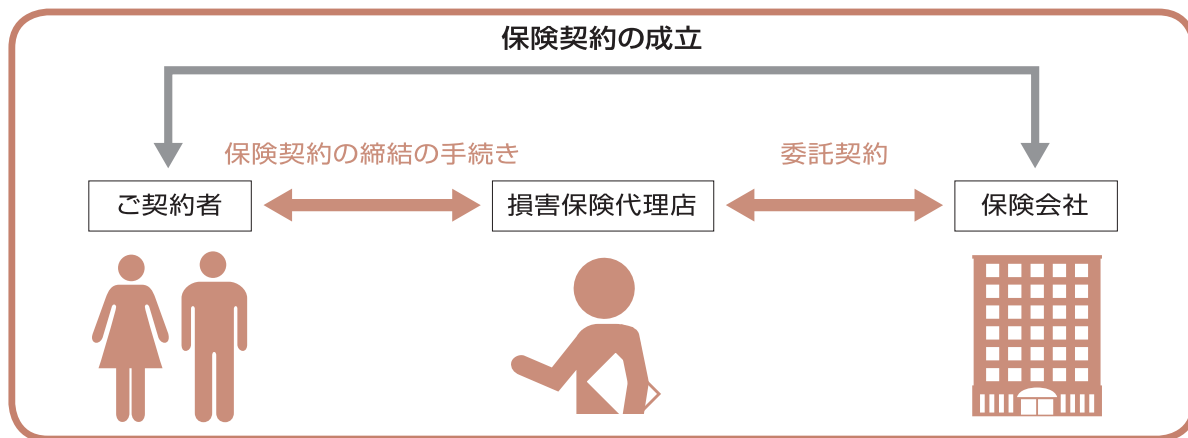 保険契約の成立
保険契約の締結の手続き
委託契約
ご契約者
損害保険代理店
保険会社